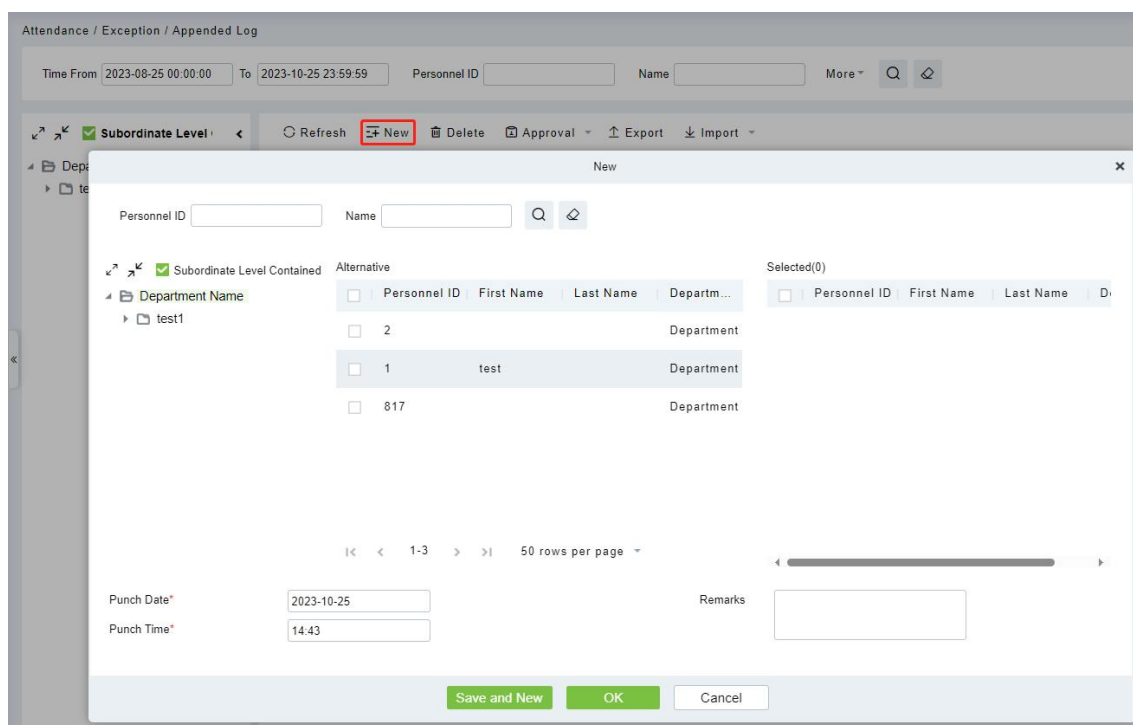 Attendance / Exception / Appended Log
Time From 2023-08-25 00:00:00 To 2023-10-25 23:59:59 Personnel ID Name More
Subordinate Level Refresh New Delete Approval Export Import
New
Personnel ID Name
Subordinate Level Contained Alternative Selected(0)
Department Name Personnel ID First Name Last Name Departm... Personnel ID First Name Last Name
test1
2 Department
1 test Department
817 Department
1-3 50 rows per page
Punch Date* 2023-10-25 Remarks
Punch Time* 14:43
Save and New OK Cancel